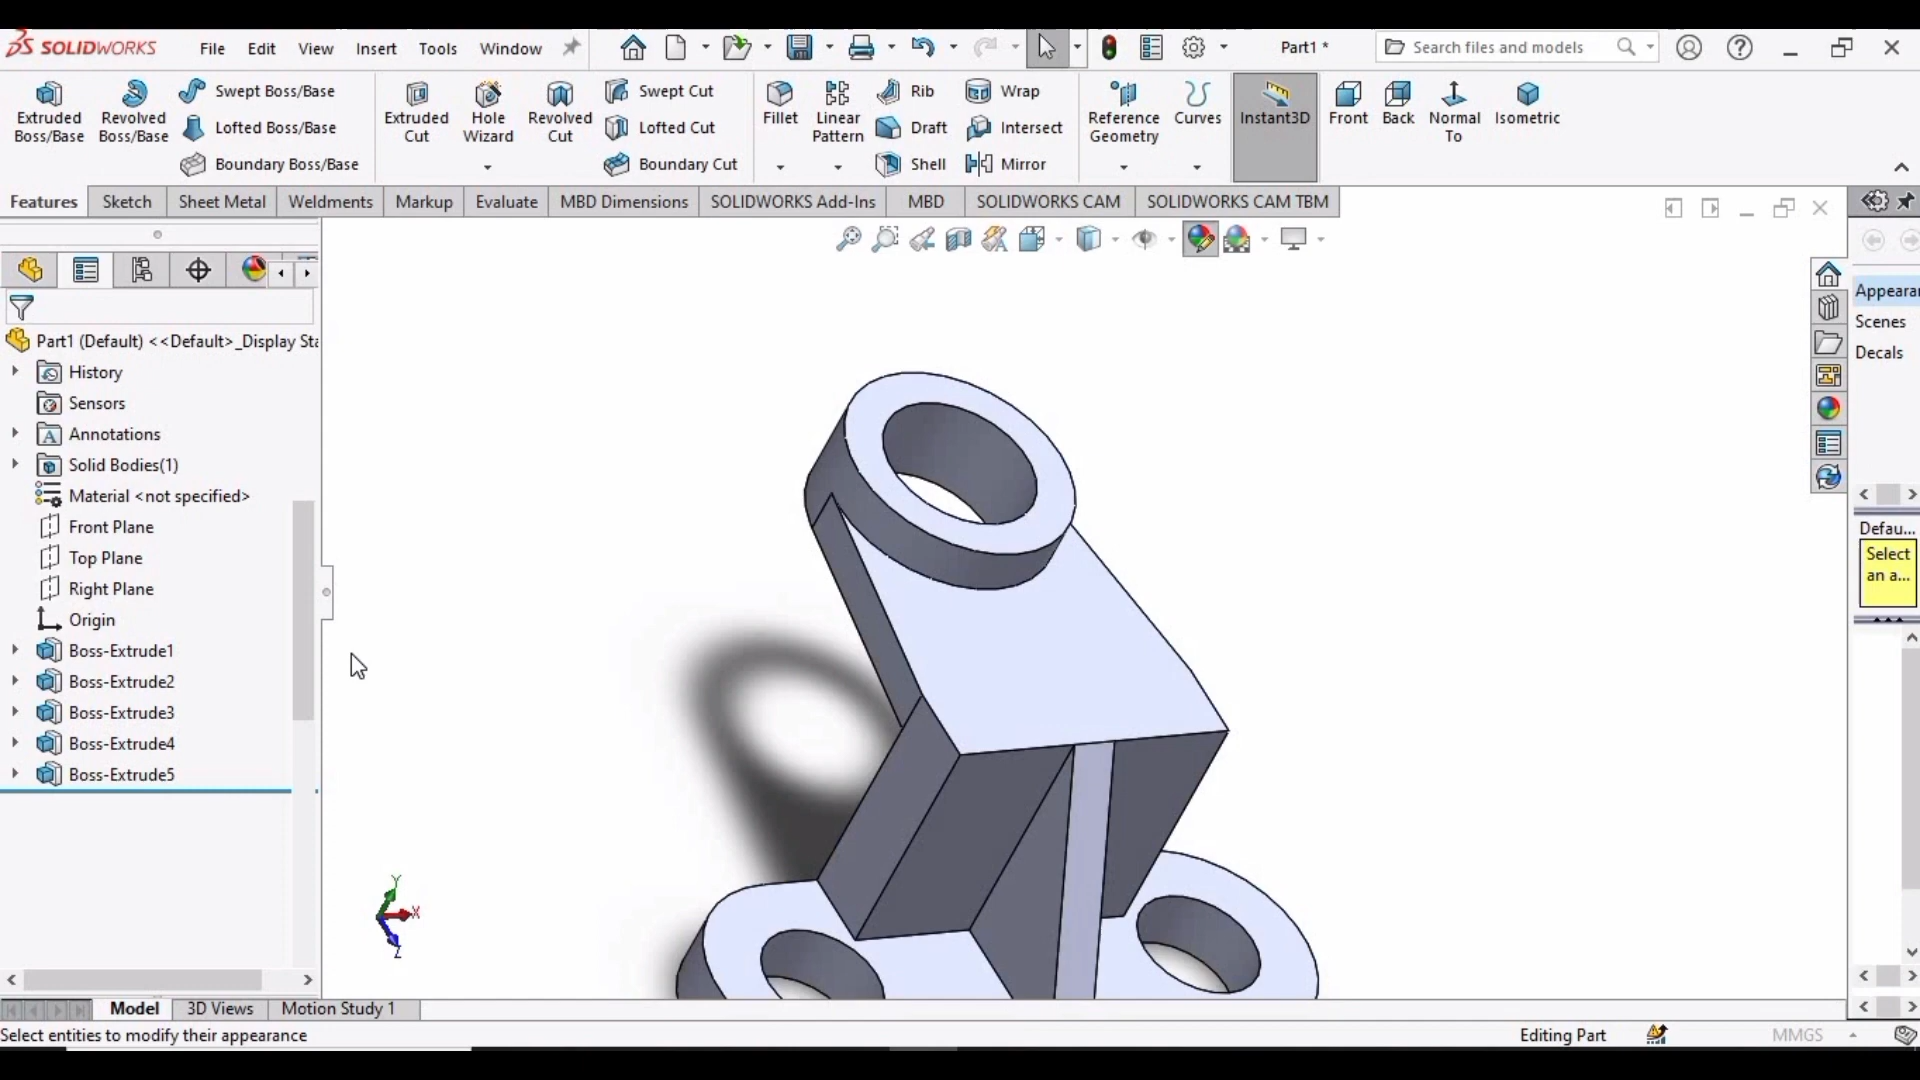 SOLIDWORKS File Edit View Insert Tools Window Part1 * Search files and models
Extruded Boss/Base
Revolved Boss/Base
Swept Boss/Base
Lofted Boss/Base
Boundary Boss/Base
Extruded Cut
Hole Wizard
Revolved Cut
Swept Cut
Lofted Cut
Boundary Cut
Fillet
Linear Pattern
Rib
Draft
Shell
Wrap
Intersect
Mirror
Reference Geometry
Curves
Instant3D
Front
Back
Normal To
Isometric
Features Sketch Sheet Metal Weldments Markup Evaluate MBD Dimensions SOLIDWORKS Add-Ins MBD SOLIDWORKS CAM SOLIDWORKS CAM TBM
Part1 (Default) <<Default>_Display Sta
History
Sensors
Annotations
Solid Bodies(1)
Material <not specified>
Front Plane
Top Plane
Right Plane
Origin
Boss-Extrude1
Boss-Extrude2
Boss-Extrude3
Boss-Extrude4
Boss-Extrude5
Y
X
Z
Appeara
Scenes
Decals
Defau...
Select
an a...
Model 3D Views Motion Study 1
Select entities to modify their appearance Editing Part MMGS